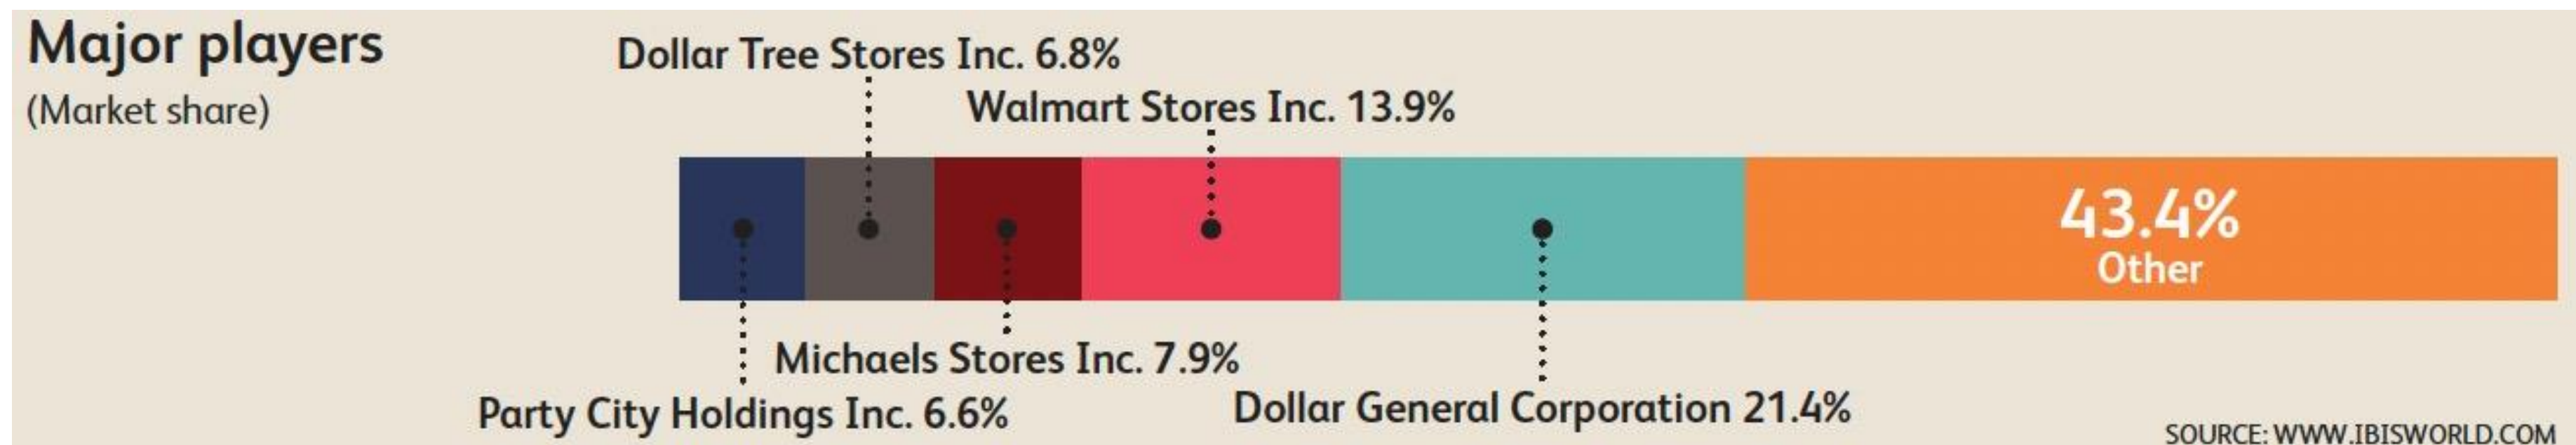 Major players
(Market share)
Dollar Tree Stores Inc. 6.8%
Walmart Stores Inc. 13.9%
43.4%
Other
Michaels Stores Inc. 7.9%
Party City Holdings Inc. 6.6%
Dollar General Corporation 21.4%
SOURCE: WWW.IBISWORLD.COM